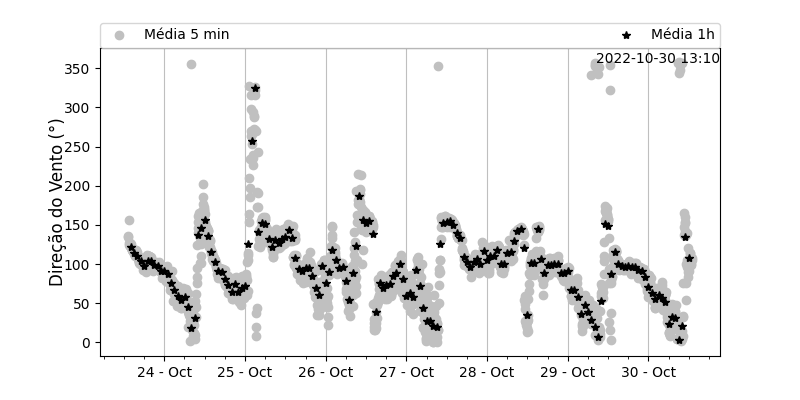 Média 5 min
Média 1h
2022-10-30 13:10
Direção do Vento (°)
350
300
250
200
150
100
50
0
24 - Oct
25 - Oct
26 - Oct
27 - Oct
28 - Oct
29 - Oct
30 - Oct